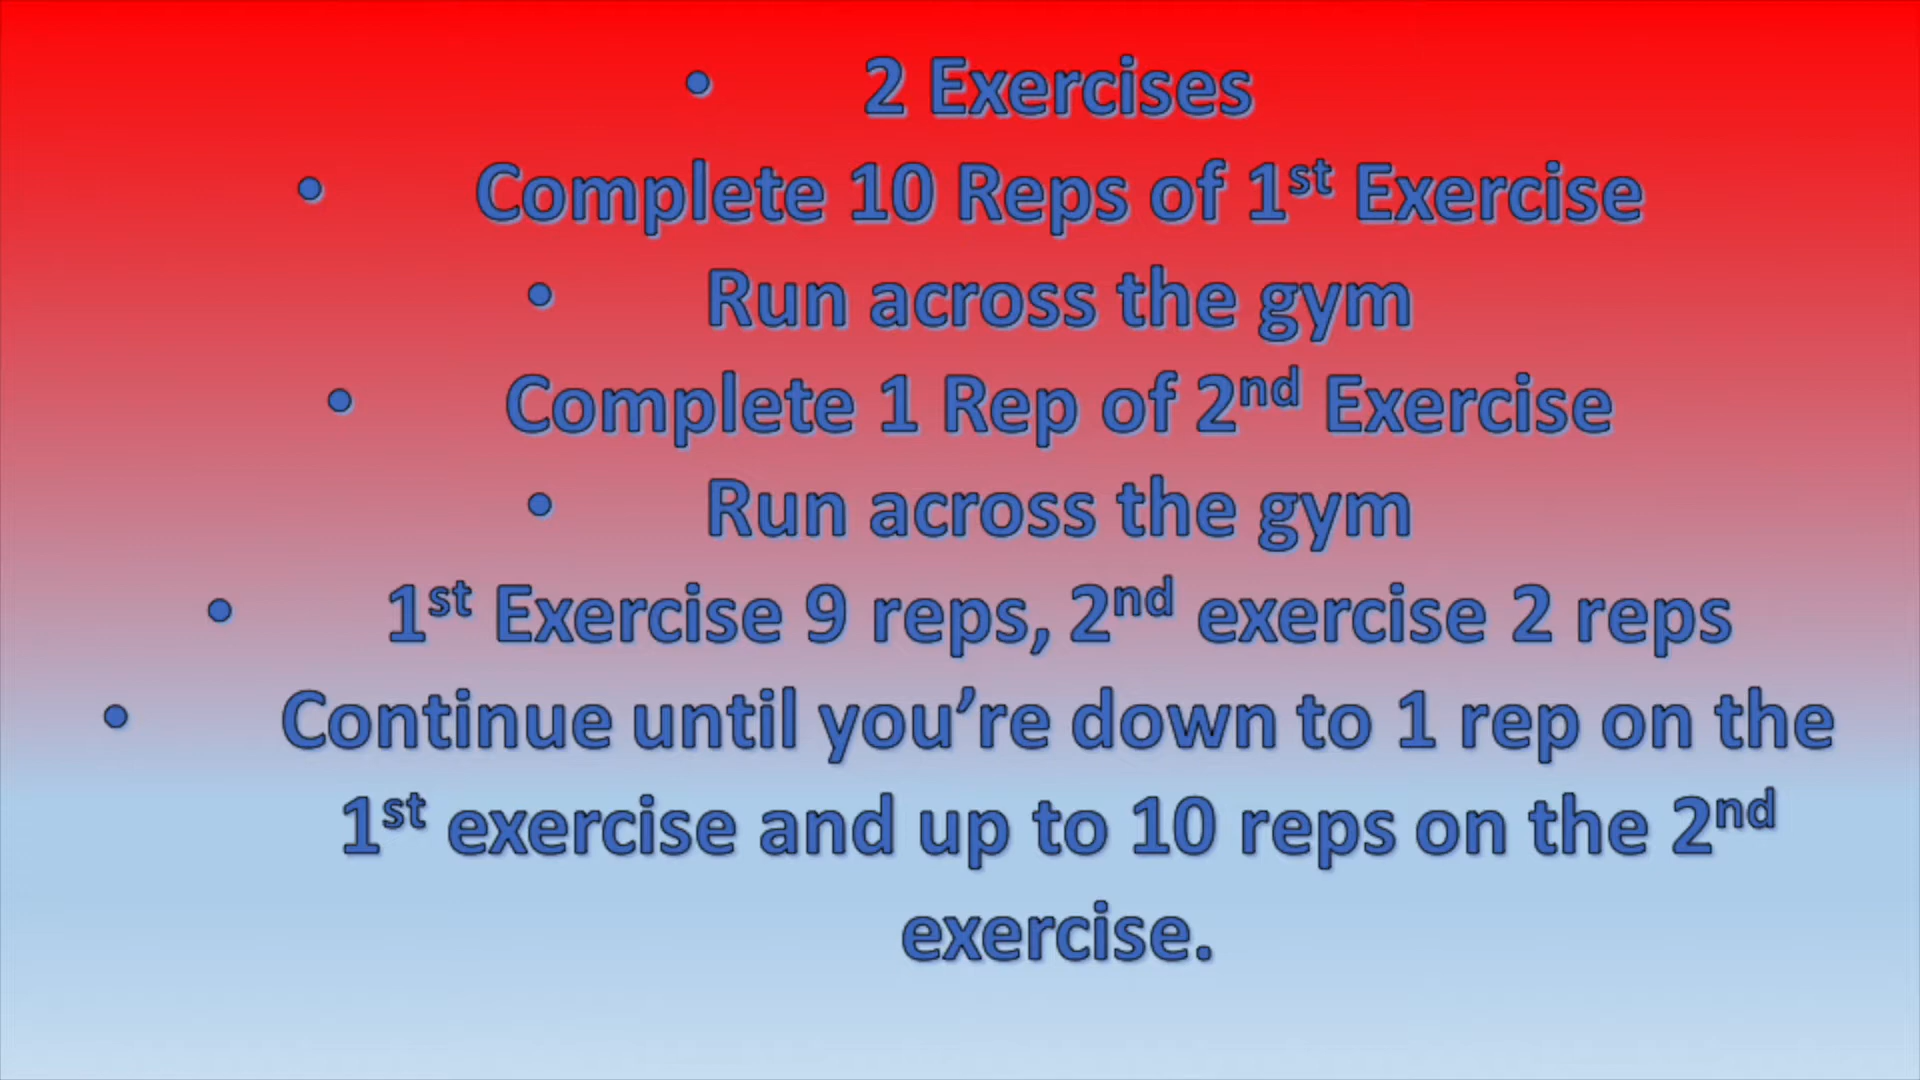 • 2 Exercises
• Complete 10 Reps of 1st Exercise
• Run across the gym
• Complete 1 Rep of 2nd Exercise
• Run across the gym
• 1st Exercise 9 reps, 2nd exercise 2 reps
• Continue until you’re down to 1 rep on the
1st exercise and up to 10 reps on the 2nd
exercise.